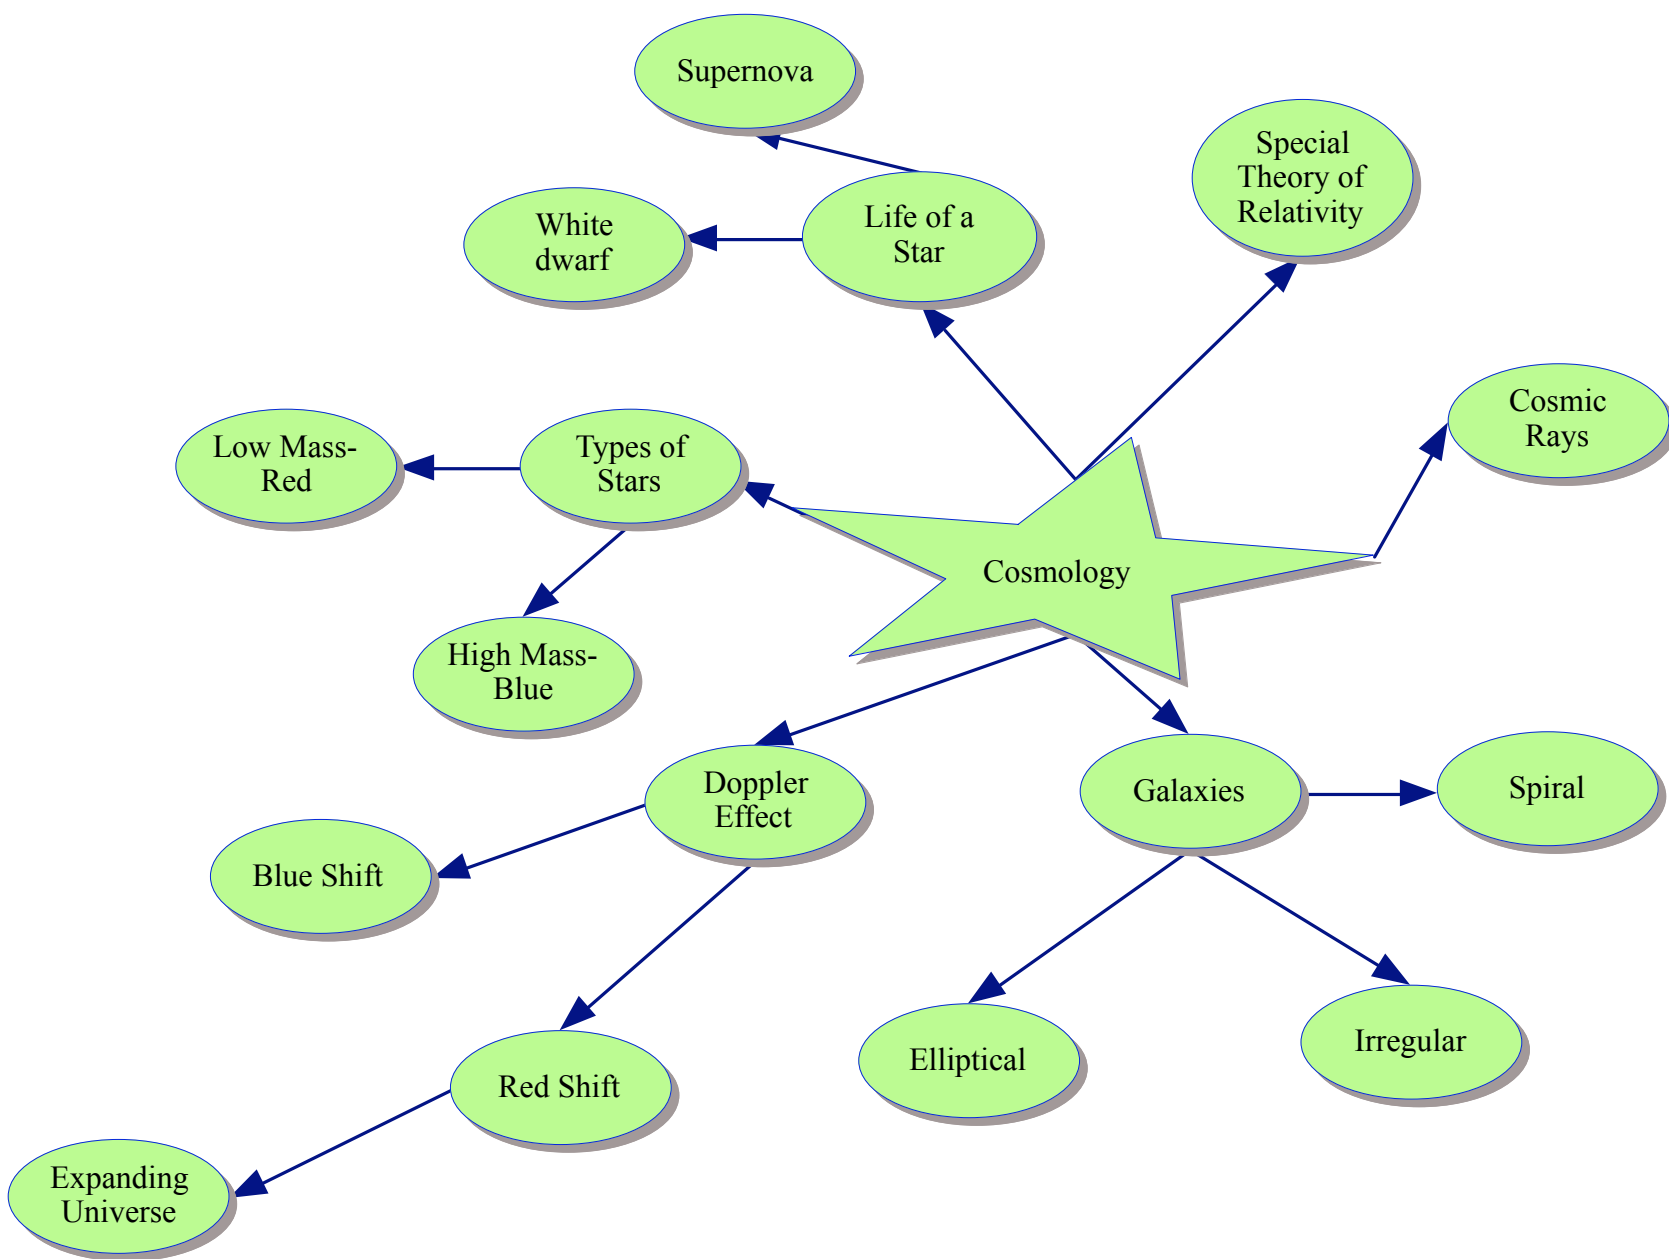 Supernova
Special
Theory of
Relativity
White
dwarf
Life of a
Star
Cosmic
Rays
Low Mass-
Red
Types of
Stars
Cosmology
High Mass-
Blue
Doppler
Effect
Galaxies
Spiral
Blue Shift
Elliptical
Irregular
Red Shift
Expanding
Universe